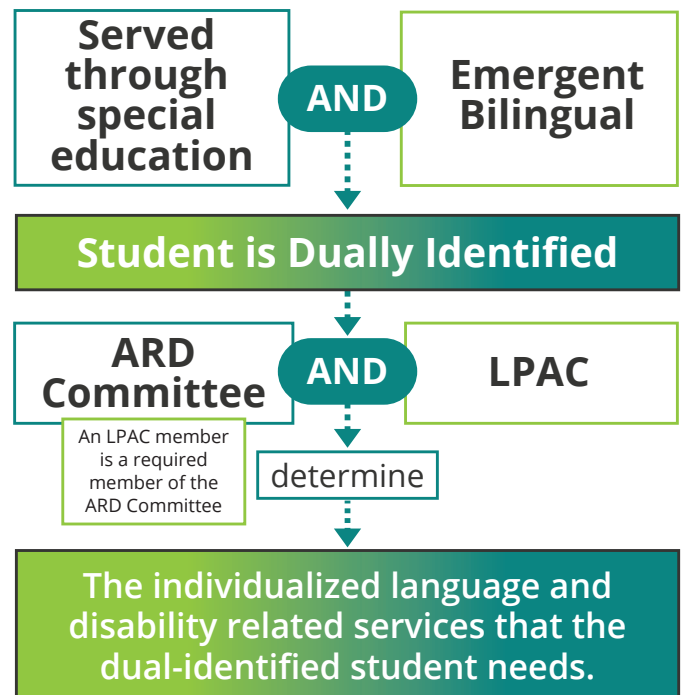 Served
through
special
education
AND
Emergent
Bilingual
Student is Dually Identified
ARD
Committee
AND
LPAC
An LPAC member
is a required
member of the
ARD Committee
determine
The individualized language and
disability related services that the
dual-identified student needs.